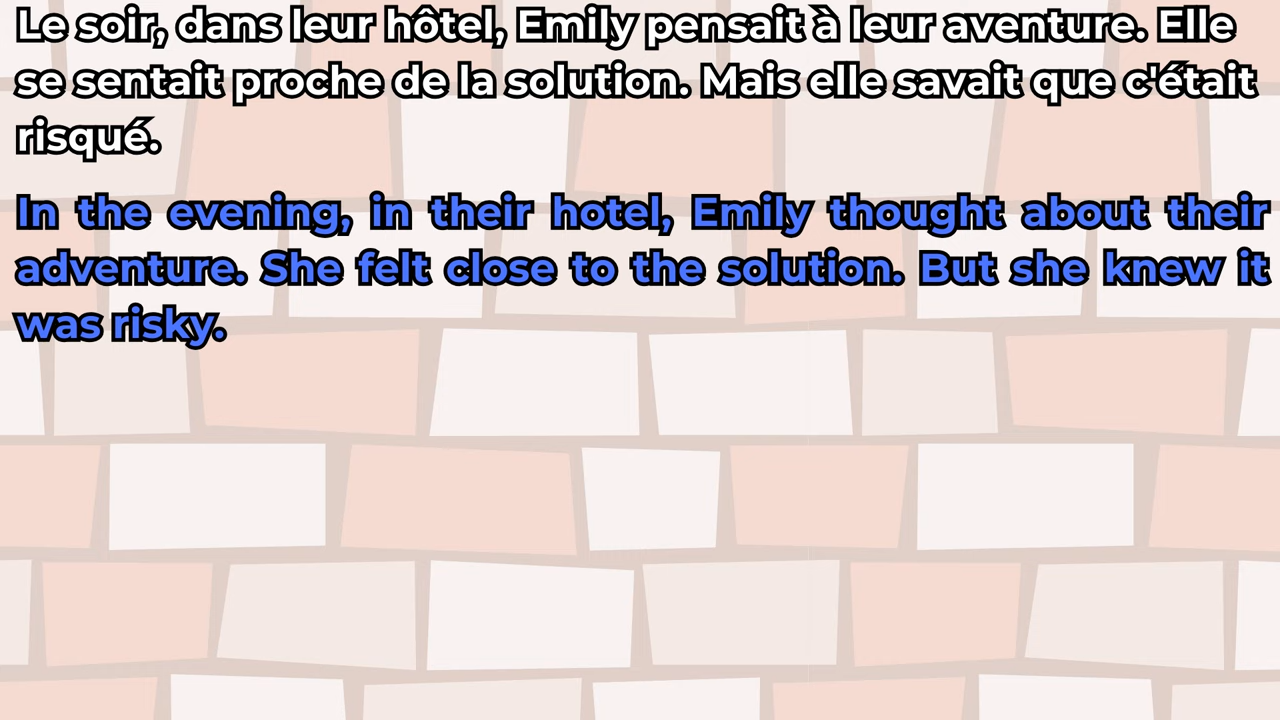 Le soir, dans leur hôtel, Emily pensait à leur aventure. Elle
se sentait proche de la solution. Mais elle savait que c'était
risqué.
In the evening, in their hotel, Emily thought about their
adventure. She felt close to the solution. But she knew it
was risky.